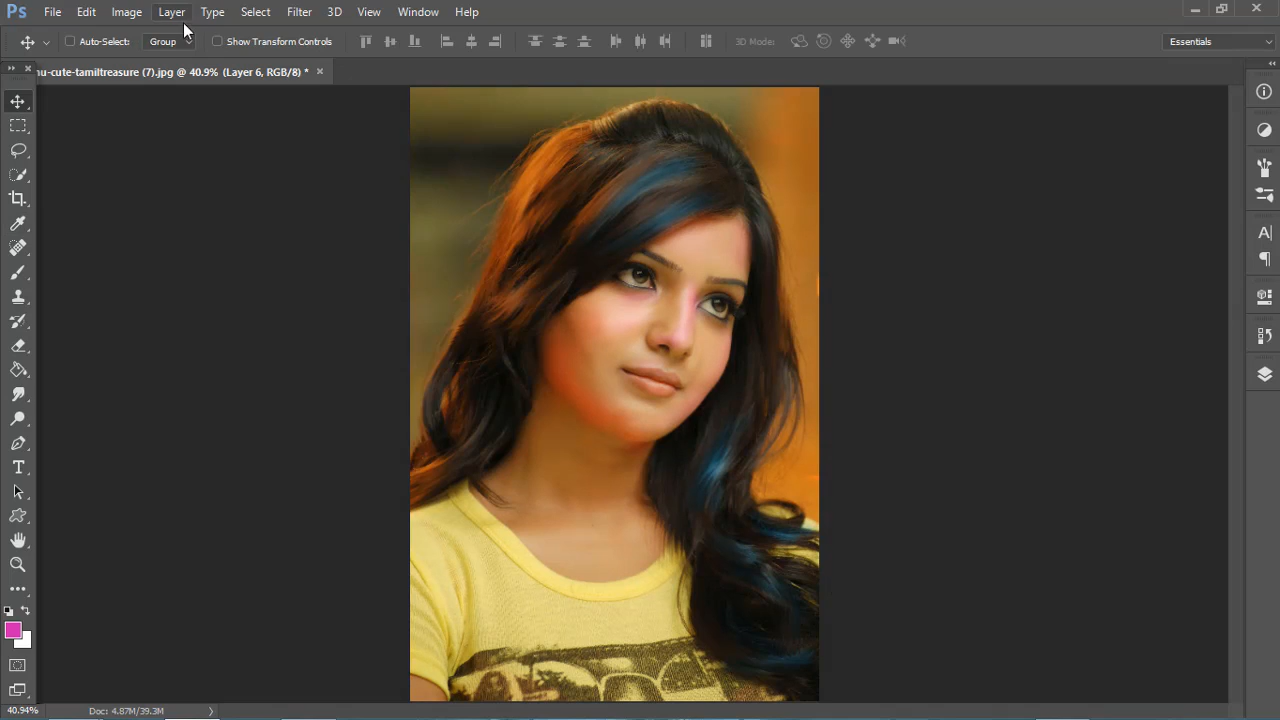 Ps File Edit Image Layer Type Select Filter 3D View Window Help
Auto-Select: Group Show Transform Controls 3D Mode: Essentials
nu-cute-tamiltreasure (7).jpg @ 40.9% (Layer 6, RGB/8) * ×
40.94% Doc: 4.87M/39.3M